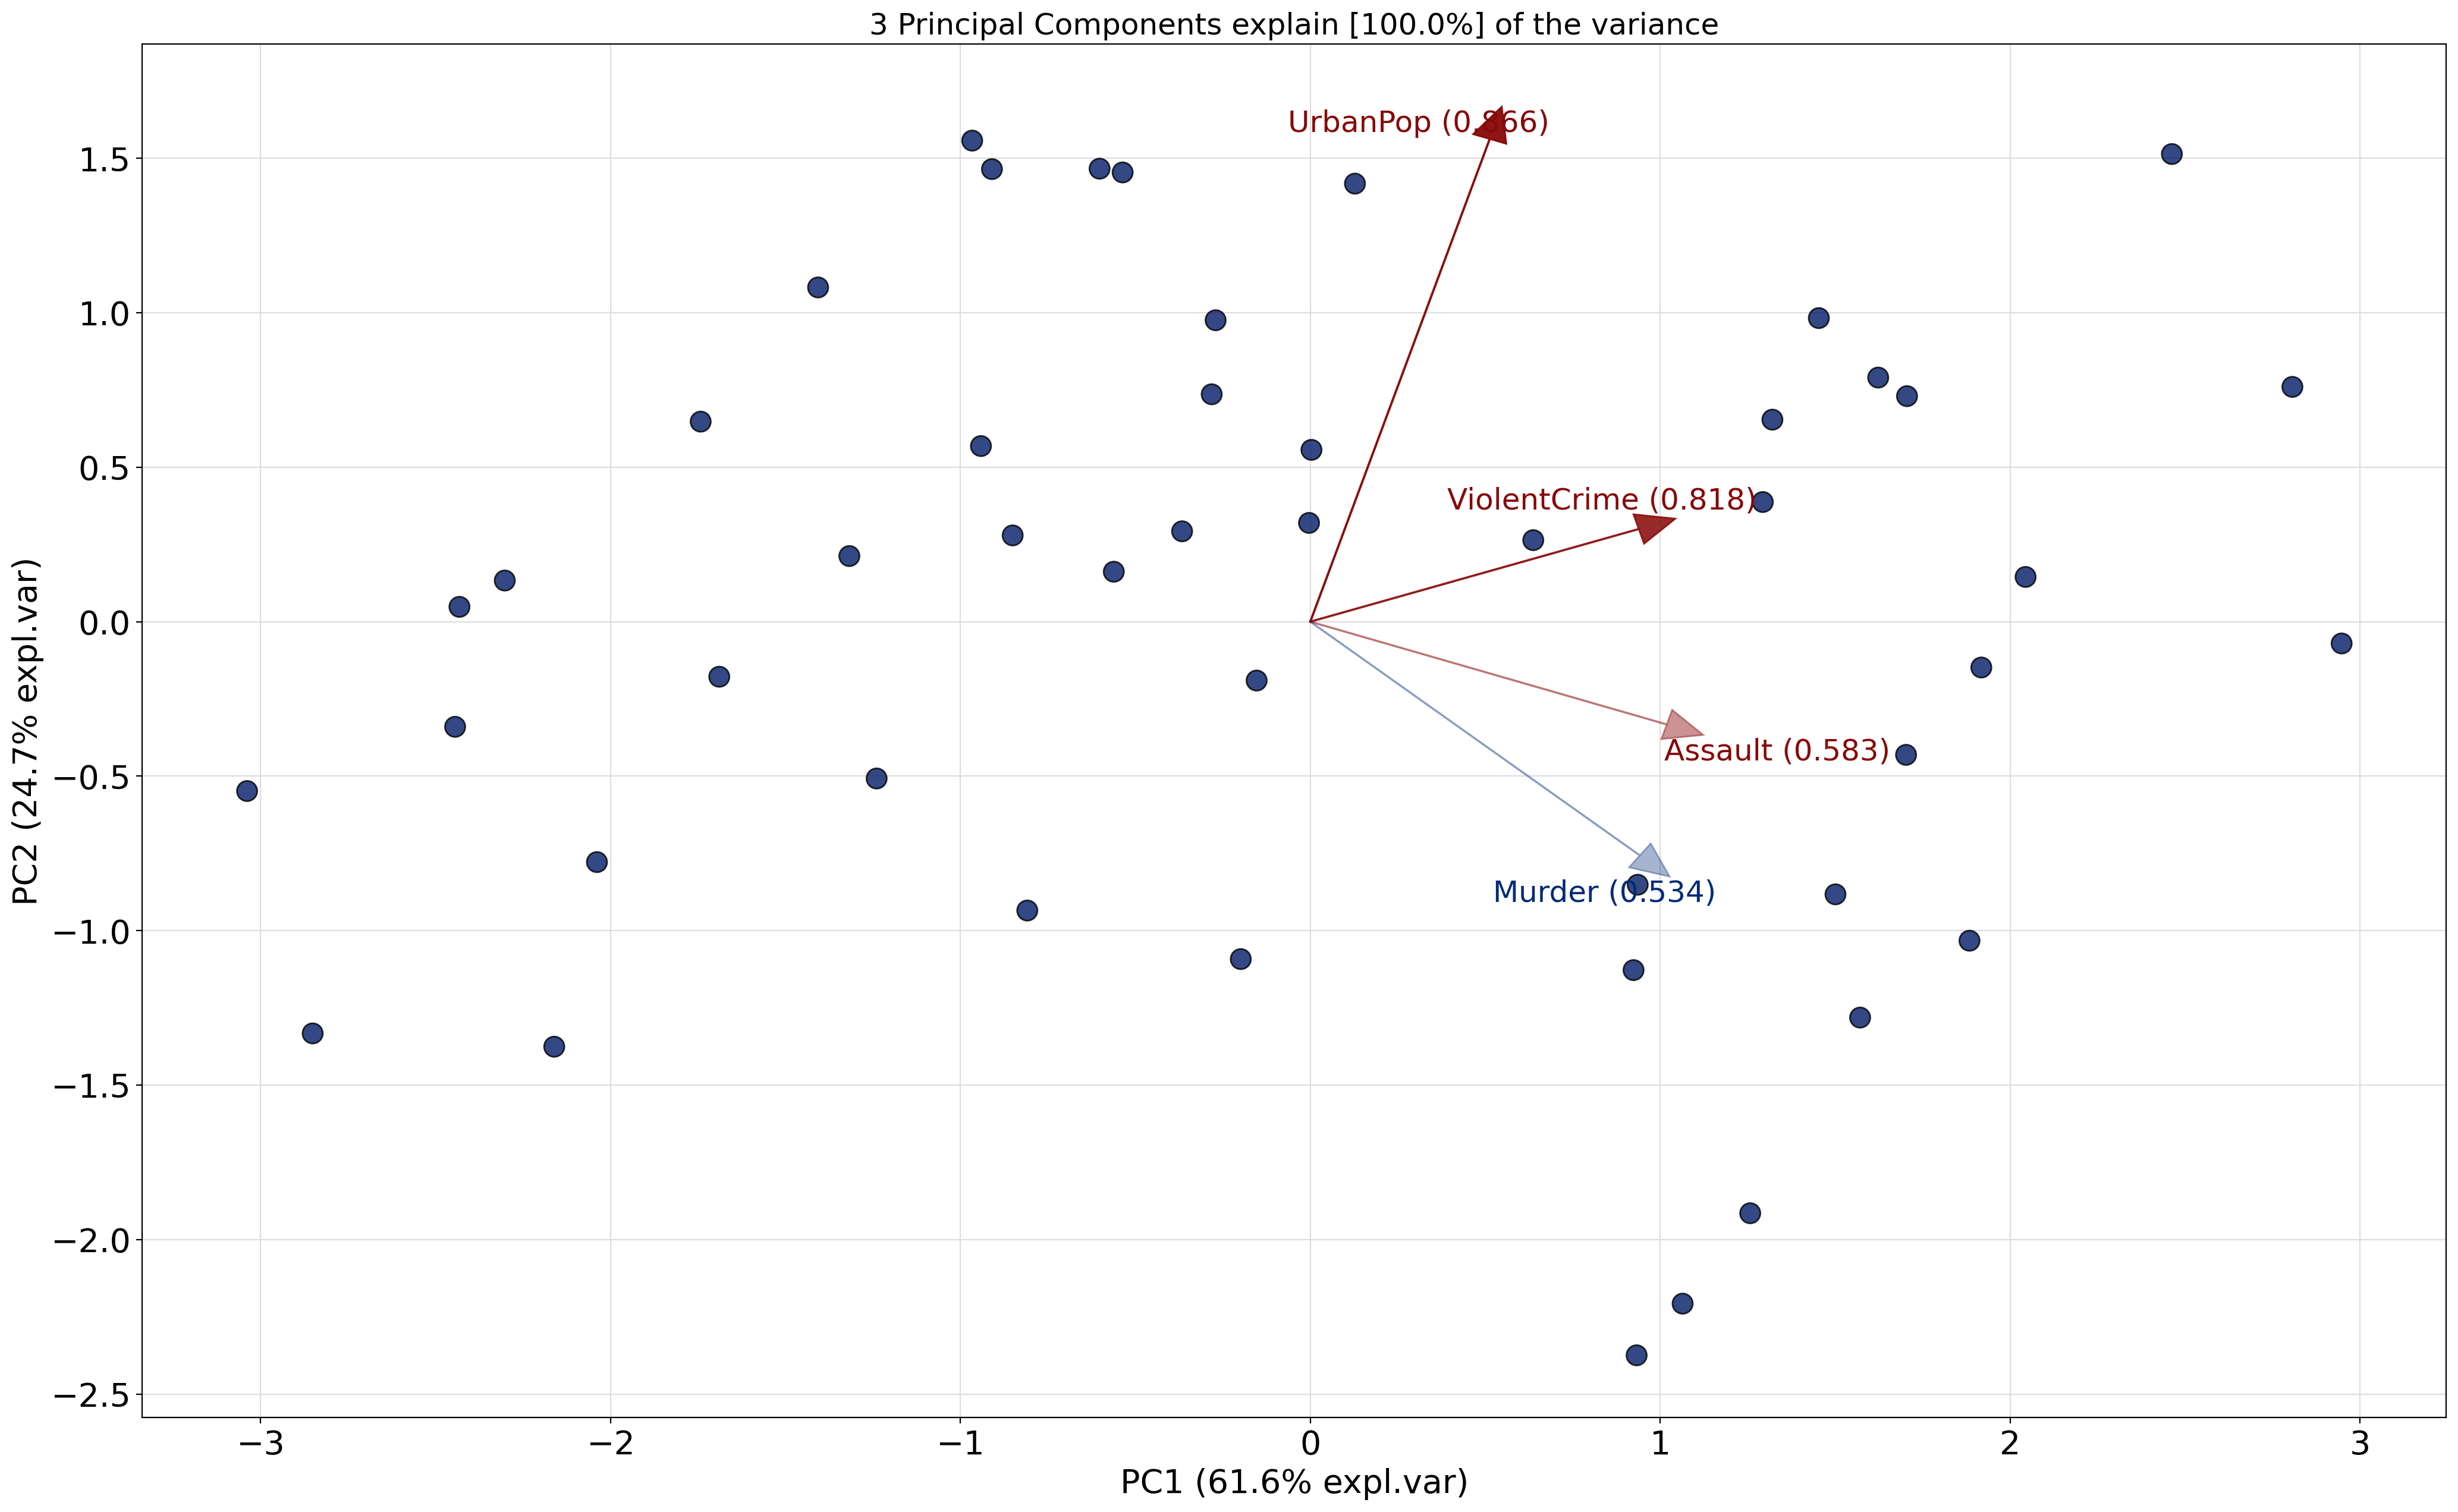 3 Principal Components explain [100.0%] of the variance
UrbanPop (0.866)
ViolentCrime (0.818)
Assault (0.583)
Murder (0.534)
PC2 (24.7% expl.var)
1.5
1.0
0.5
0.0
−0.5
−1.0
−1.5
−2.0
−2.5
−3 −2 −1 0 1 2 3
PC1 (61.6% expl.var)